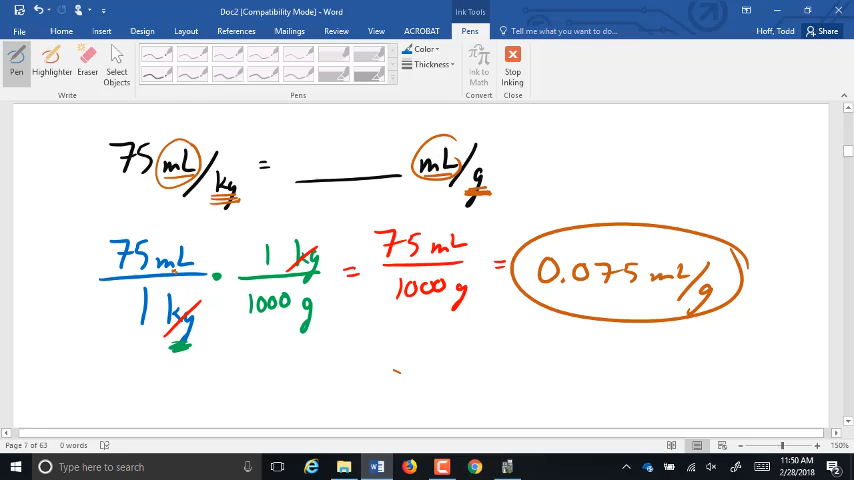 Doc2 [Compatibility Mode] - Word
Ink Tools
Hoff, Todd
File Home Insert Design Layout References Mailings Review View ACROBAT Pens Tell me what you want to do... Share
Pen Highlighter Eraser Select Objects
Color
Thickness
Ink to Math
Stop Inking
Write Pens Convert Close
75 mL/kg = ______ mL/g
75 mL / 1 kg · 1 kg / 1000 g = 75 mL / 1000 g = 0.075 mL/g
Page 7 of 63 0 words 150%
Type here to search
11:50 AM
2/28/2018
2